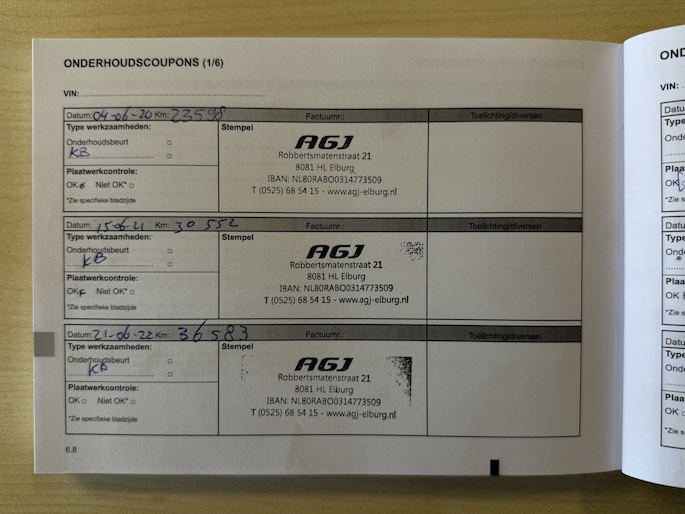 ONDERHOUDSCOUPONS (1/6)
VIN:
Datum: 04-06-20 Km: 23598 Factuurnr.: Toelichting/diversen
Type werkzaamheden: Stempel
Onderhoudsbeurt
KB
Plaatwerkcontrole:
OK Niet OK*
*Zie specifieke bladzijde
AGJ
Robbertsmatenstraat 21
8081 HL Elburg
IBAN: NL80RABO0314773509
T (0525) 68 54 15 - www.agj-elburg.nl
Datum: 15-06-21 Km: 30 552 Factuurnr.: Toelichting/diversen
Type werkzaamheden: Stempel
Onderhoudsbeurt
KB
Plaatwerkcontrole:
OK Niet OK*
*Zie specifieke bladzijde
AGJ
Robbertsmatenstraat 21
8081 HL Elburg
IBAN: NL80RABO0314773509
T (0525) 68 54 15 - www.agj-elburg.nl
Datum: 21-06-22 Km: 36583 Factuurnr.: Toelichting/diversen
Type werkzaamheden: Stempel
Onderhoudsbeurt
KB
Plaatwerkcontrole:
OK Niet OK*
*Zie specifieke bladzijde
AGJ
Robbertsmatenstraat 21
8081 HL Elburg
IBAN: NL80RABO0314773509
T (0525) 68 54 15 - www.agj-elburg.nl
6.8